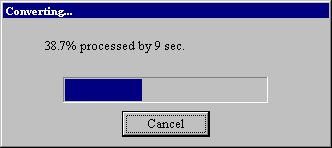 Converting...
38.7% processed by 9 sec.
Cancel